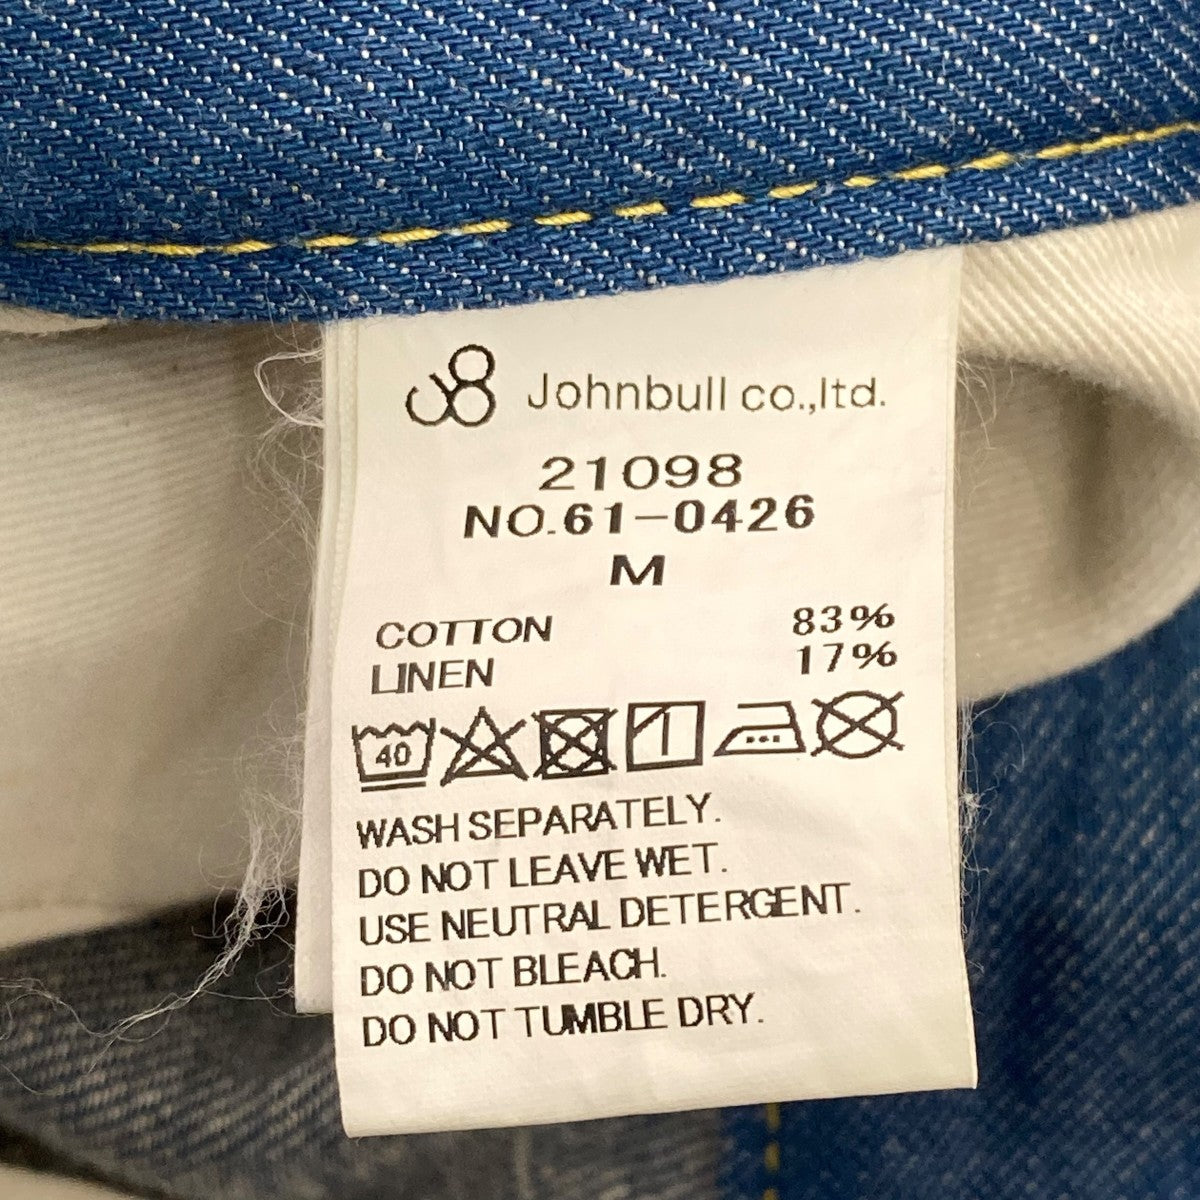 Johnbull co.,ltd.
21098
NO.61-0426
M
COTTON 83%
LINEN 17%
40
WASH SEPARATELY.
DO NOT LEAVE WET.
USE NEUTRAL DETERGENT.
DO NOT BLEACH.
DO NOT TUMBLE DRY.